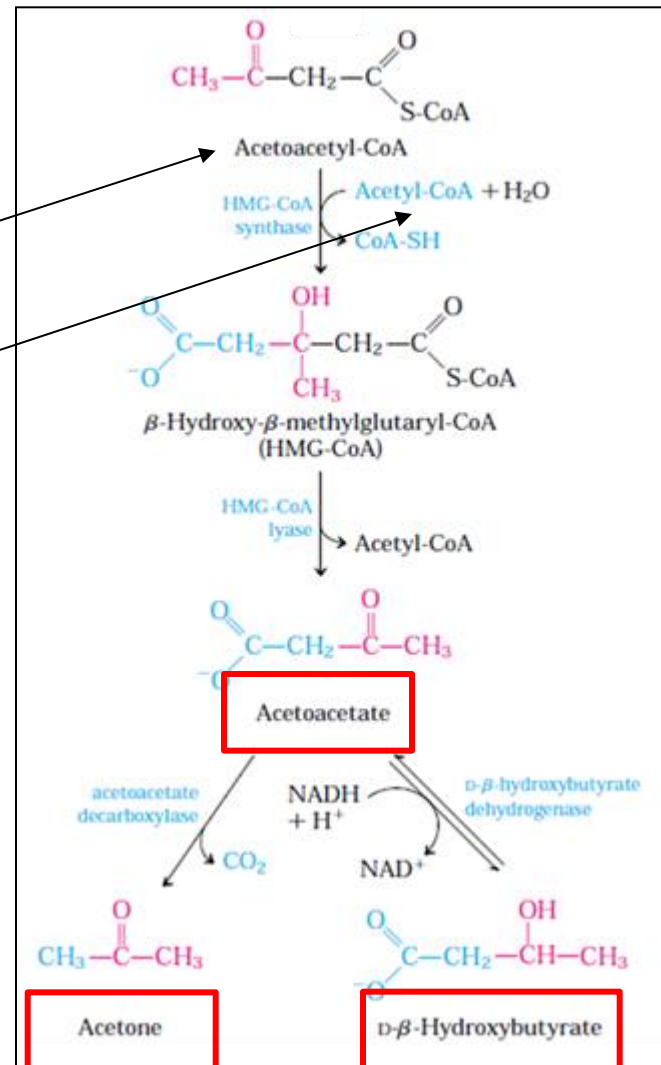 O
O
CH₃—C—CH₂—C
S-CoA
Acetoacetyl-CoA
HMG-CoA
synthase
Acetyl-CoA + H₂O
CoA-SH
OH
O
O
C—CH₂—C—CH₂—C
⁻O
CH₃
S-CoA
β-Hydroxy-β-methylglutaryl-CoA
(HMG-CoA)
HMG-CoA
lyase
Acetyl-CoA
O
O
C—CH₂—C—CH₃
⁻O
Acetoacetate
acetoacetate
decarboxylase
CO₂
NADH
+ H⁺
NAD⁺
D-β-hydroxybutyrate
dehydrogenase
O
CH₃—C—CH₃
Acetone
O
OH
C—CH₂—CH—CH₃
⁻O
D-β-Hydroxybutyrate